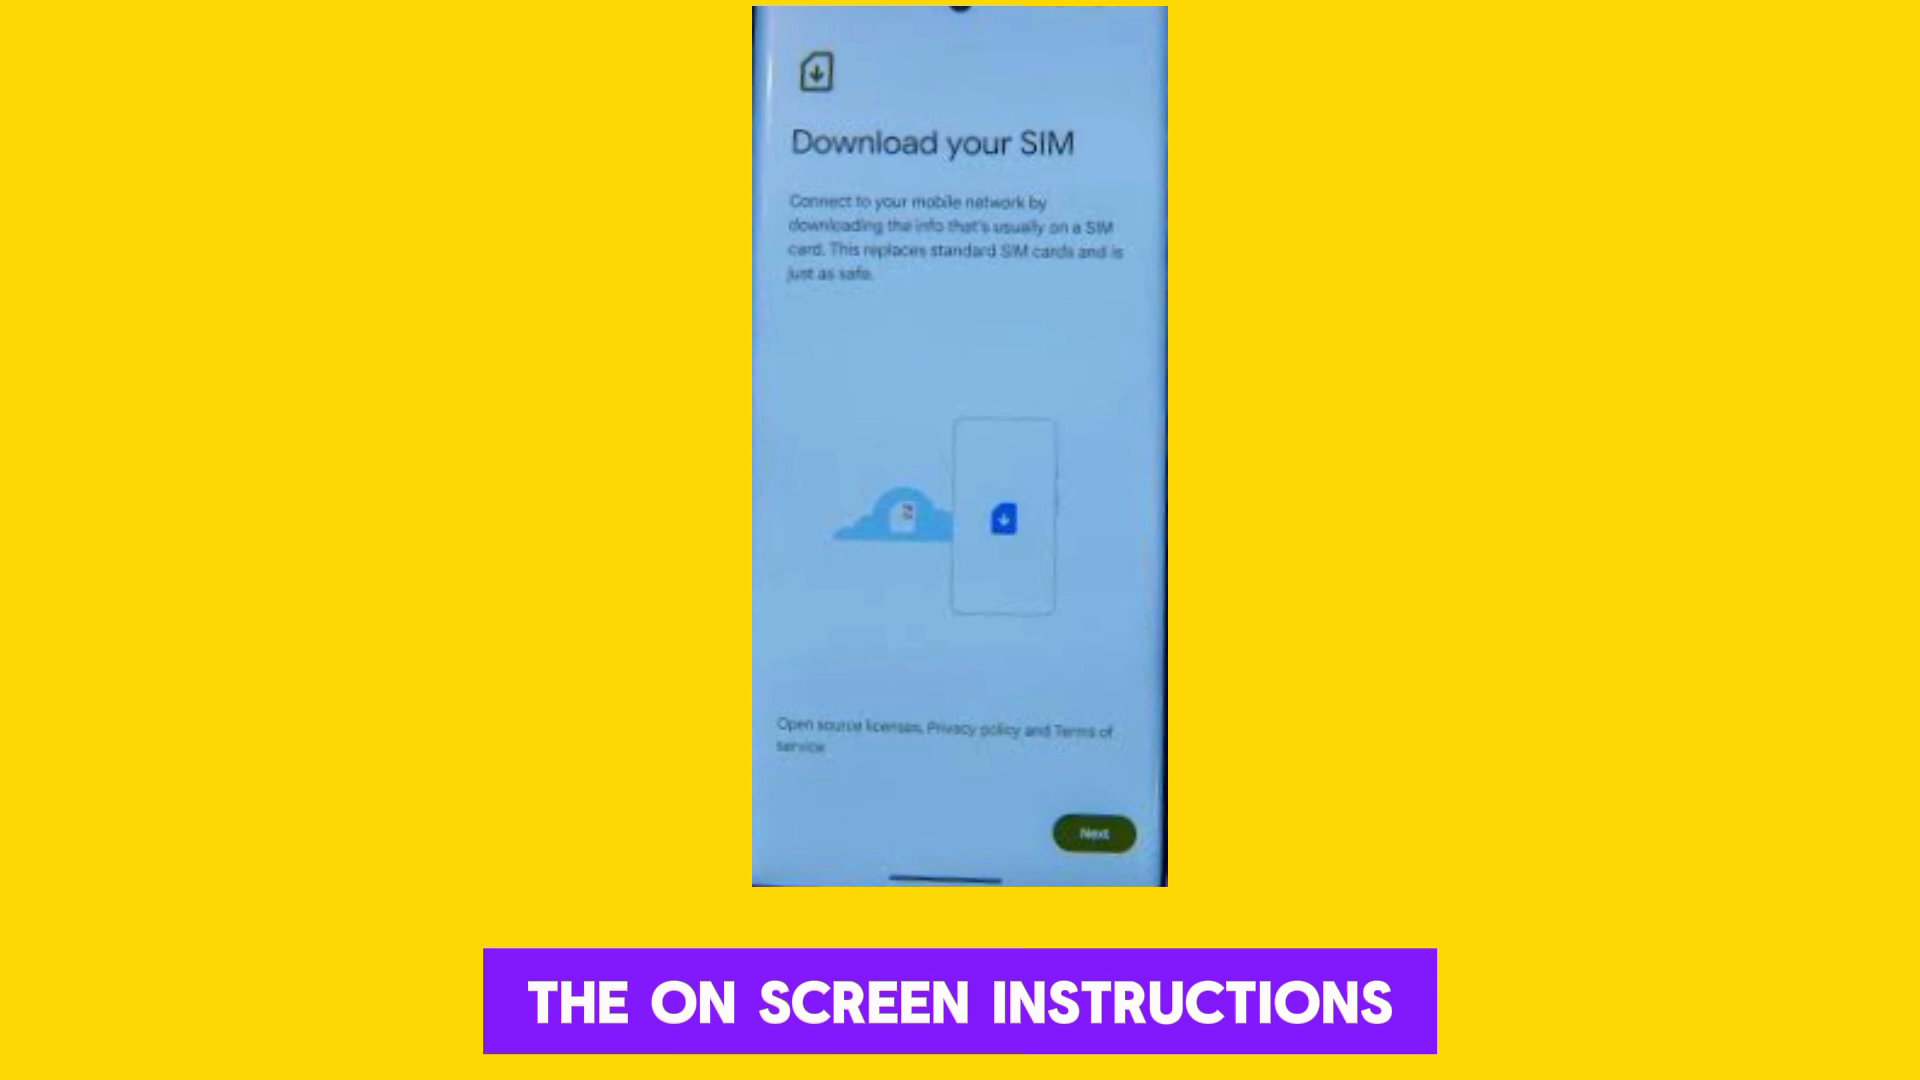 Download your SIM
Connect to your mobile network by
downloading the info that's usually on a SIM
card. This replaces standard SIM cards and is
just as safe.
Open source licenses, Privacy policy and Terms of
service
Next
THE ON SCREEN INSTRUCTIONS